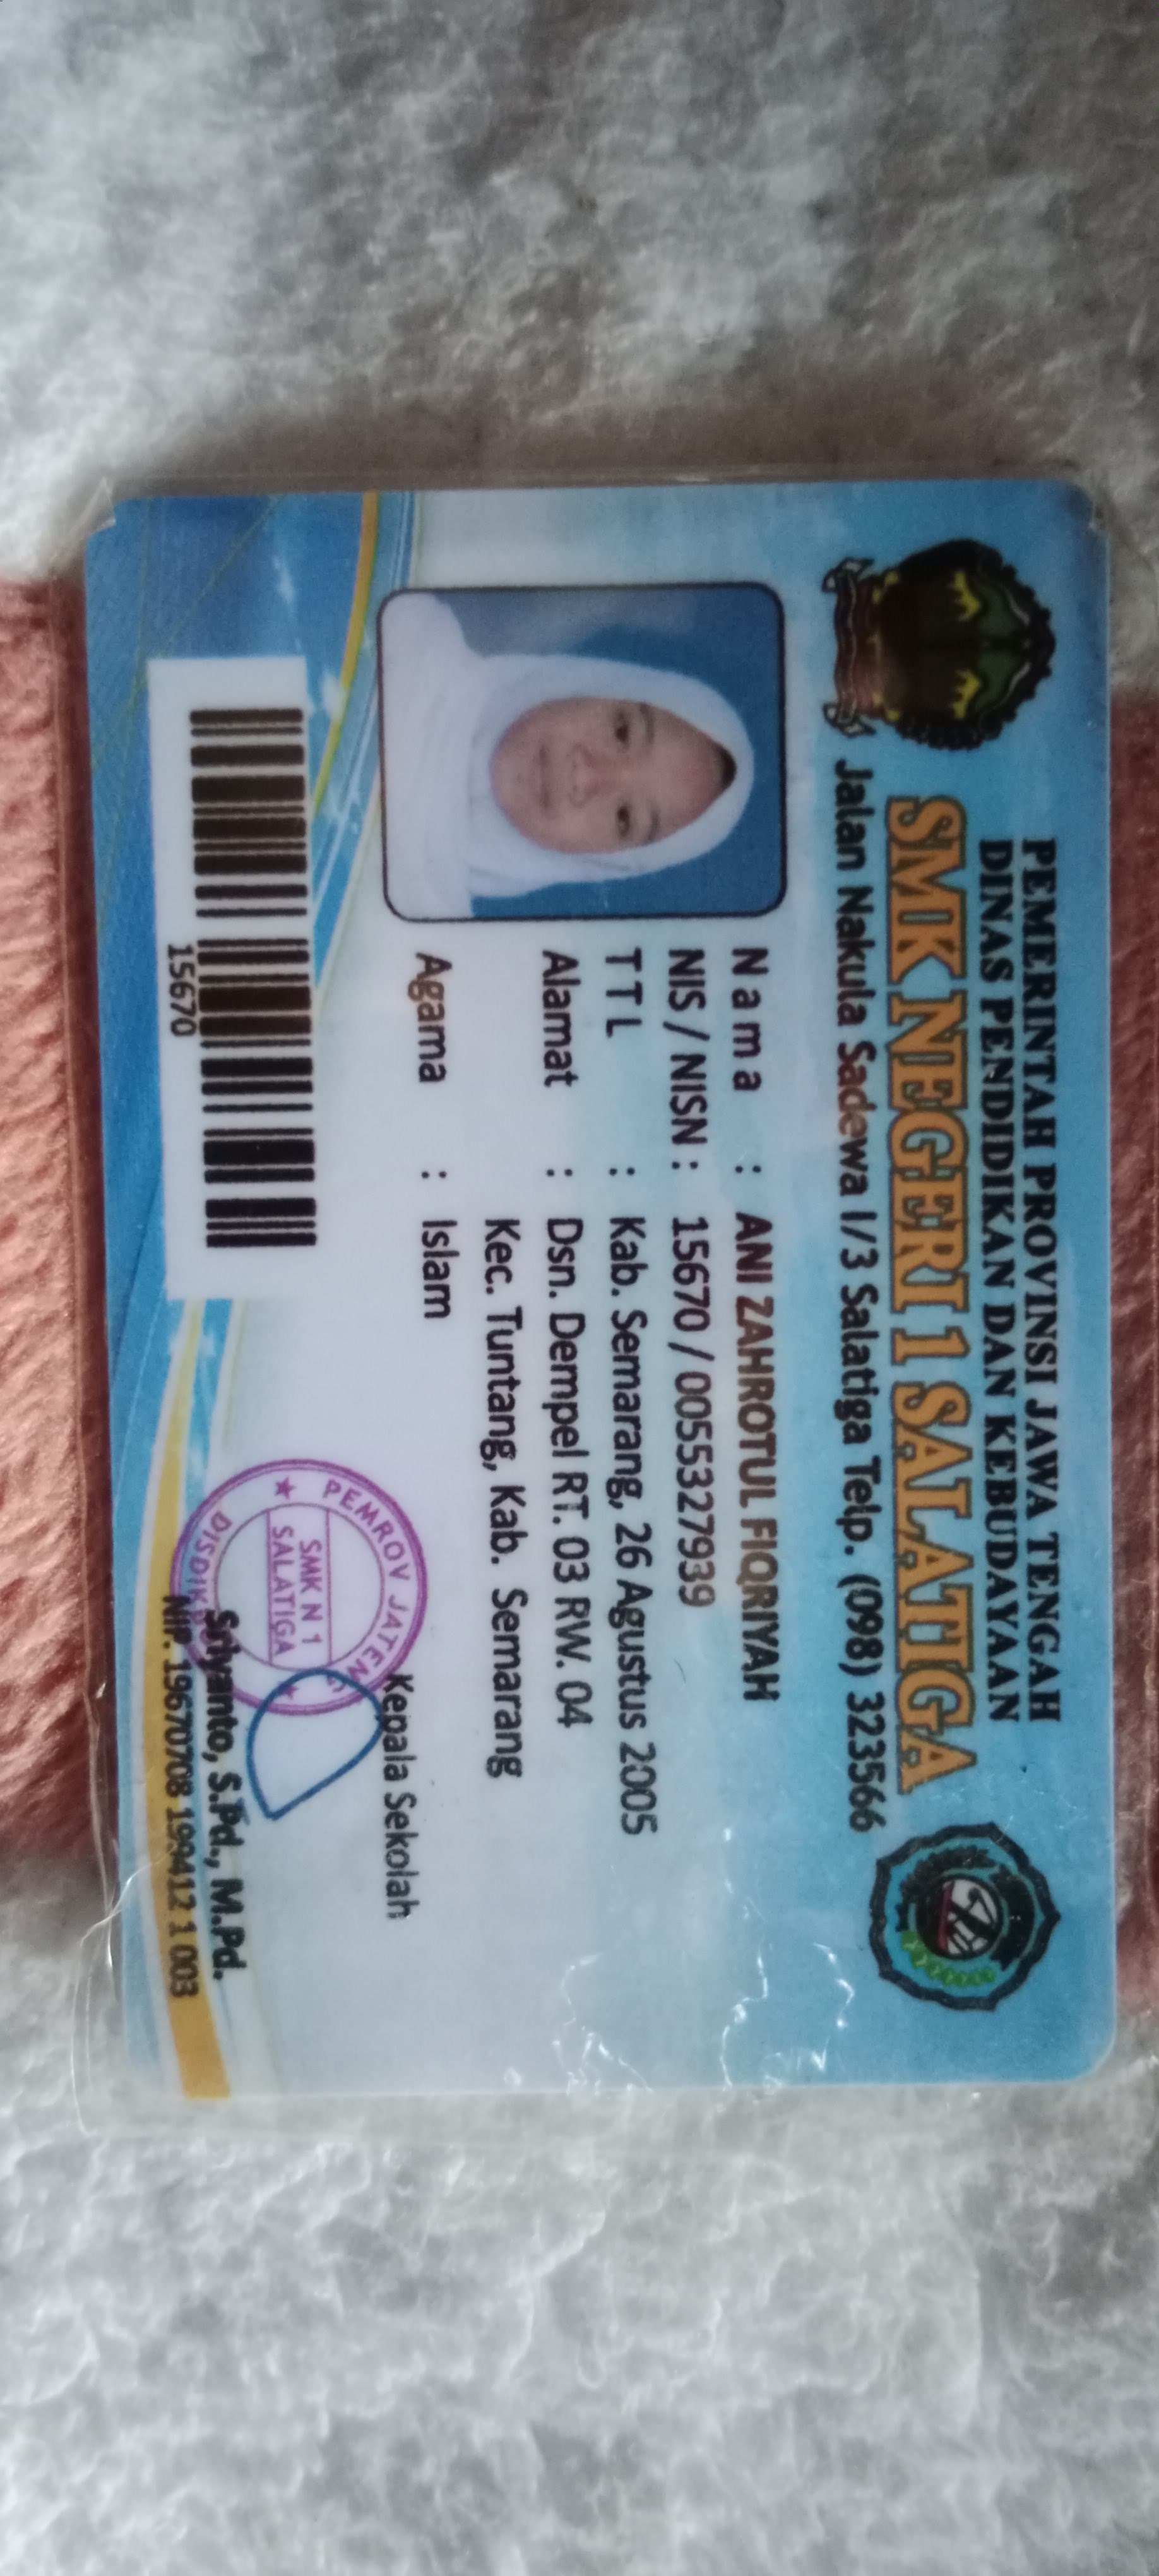 PEMERINTAH PROVINSI JAWA TENGAH
DINAS PENDIDIKAN DAN KEBUDAYAAN
SMK NEGERI 1 SALATIGA
Jalan Nakula Sadewa I/3 Salatiga Telp. (098) 323566
N a m a : ANI ZAHROTUL FIQRIYAH
NIS / NISN : 15670 / 0055327939
T T L : Kab. Semarang, 26 Agustus 2005
Alamat : Dsn. Dempel RT. 03 RW. 04
Kec. Tuntang, Kab. Semarang
Agama : Islam
Kepala Sekolah
PEMROV JATENG
SMK N 1
SALATIGA
Sriyanto, S.Pd., M.Pd.
NIP. 19670708 199412 1 003
15670